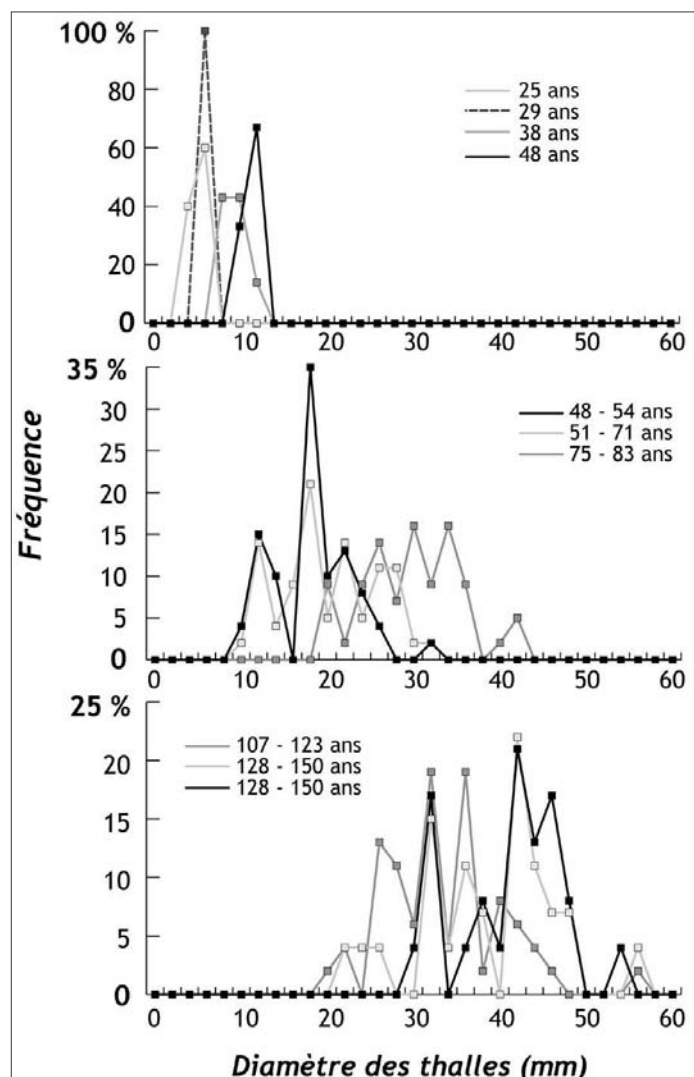 100 %
80
60
40
20
0
25 ans
29 ans
38 ans
48 ans
0 10 20 30 40 50 60
35 %
30
25
20
15
10
5
0
48 - 54 ans
51 - 71 ans
75 - 83 ans
0 10 20 30 40 50 60
25 %
20
15
10
5
0
107 - 123 ans
128 - 150 ans
128 - 150 ans
0 10 20 30 40 50 60
Fréquence
Diamètre des thalles (mm)